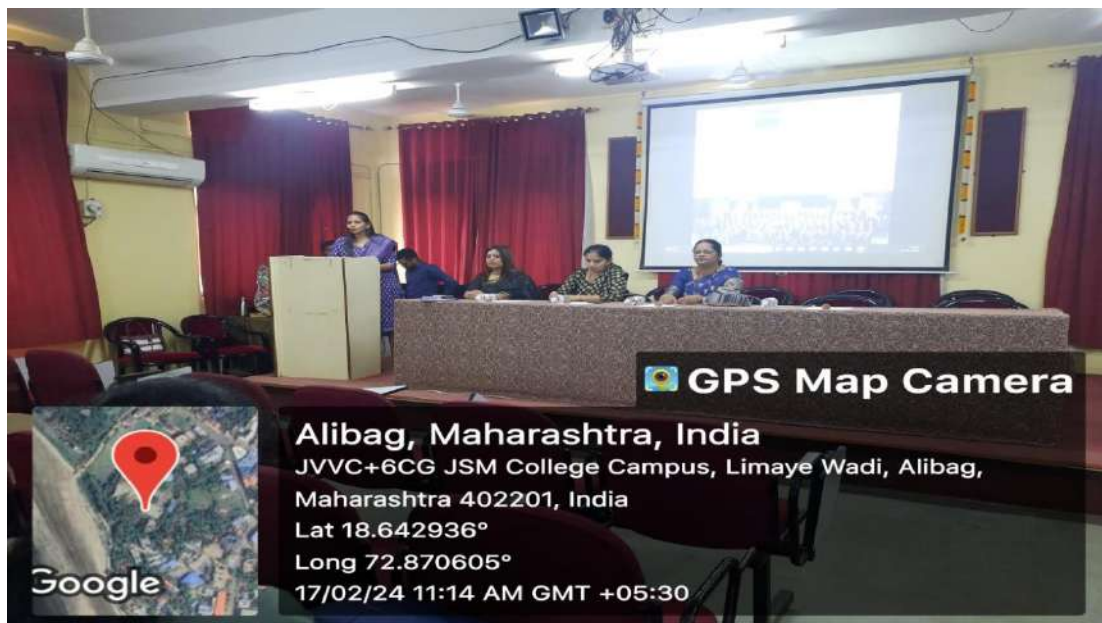 GPS Map Camera
Alibag, Maharashtra, India
JVVC+6CG JSM College Campus, Limaye Wadi, Alibag,
Maharashtra 402201, India
Lat 18.642936°
Long 72.870605°
17/02/24 11:14 AM GMT +05:30
Google